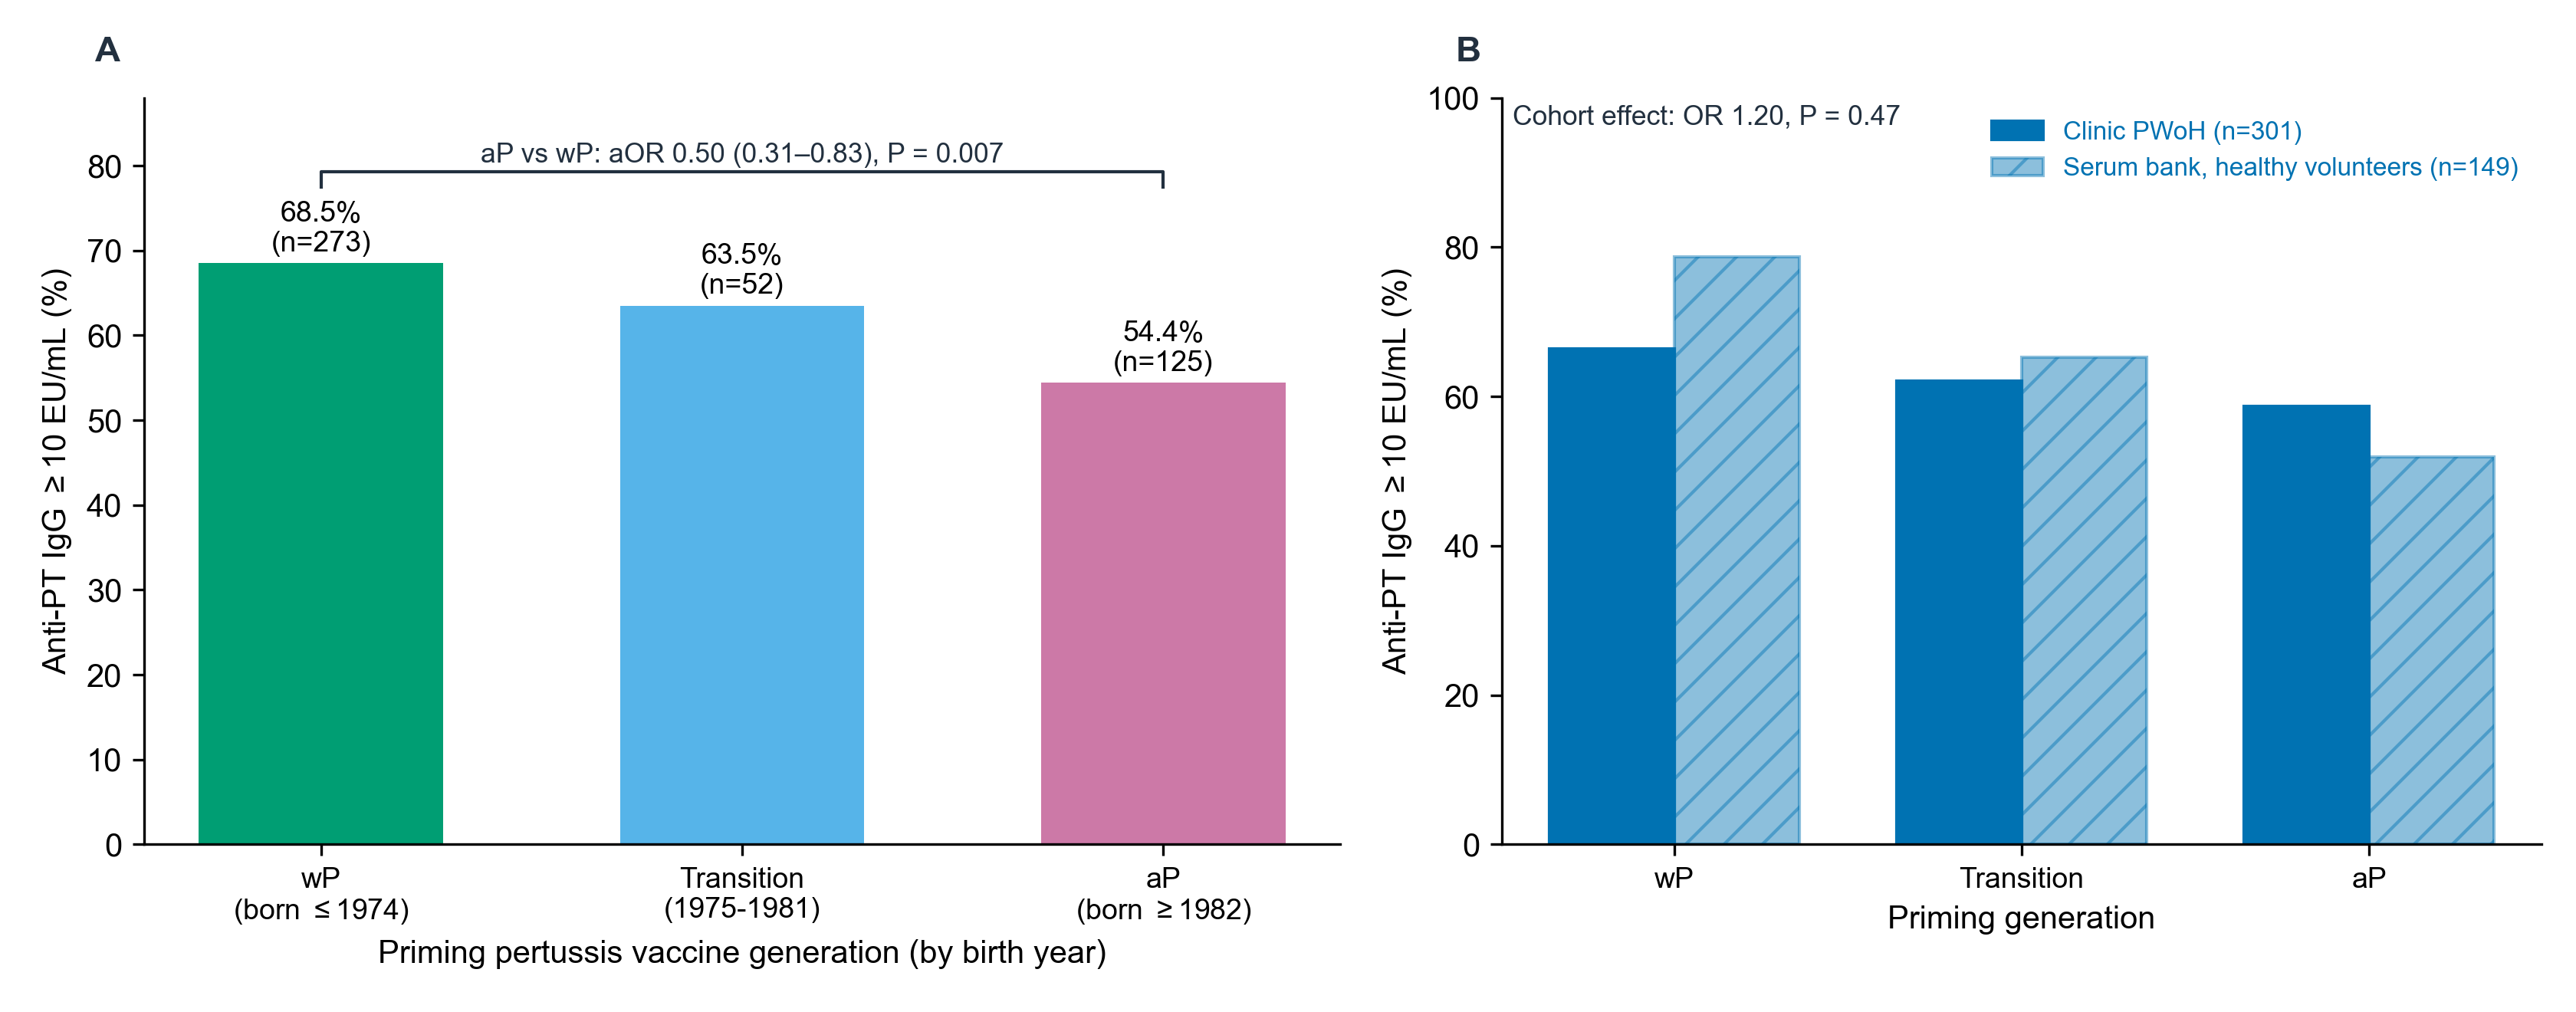 A
Anti-PT IgG ≥ 10 EU/mL (%)
80
70
60
50
40
30
20
10
0
aP vs wP: aOR 0.50 (0.31–0.83), P = 0.007
68.5%
(n=273)
63.5%
(n=52)
54.4%
(n=125)
wP
(born ≤ 1974)
Transition
(1975-1981)
aP
(born ≥ 1982)
Priming pertussis vaccine generation (by birth year)
B
Anti-PT IgG ≥ 10 EU/mL (%)
100
80
60
40
20
0
Cohort effect: OR 1.20, P = 0.47
Clinic PWoH (n=301)
Serum bank, healthy volunteers (n=149)
wP
Transition
aP
Priming generation